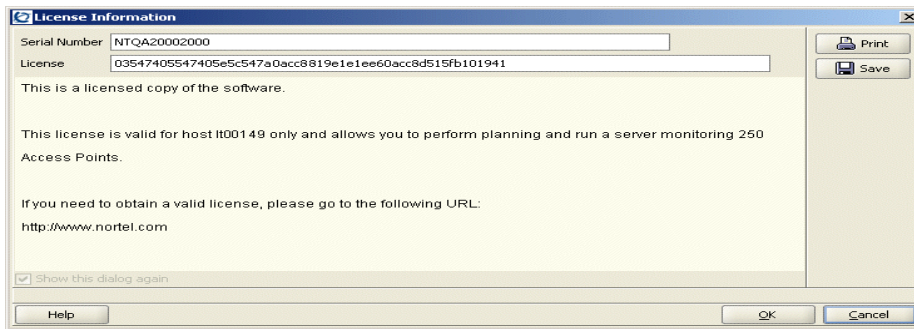 License Information
Serial Number NTQA20002000
Print
License 03547405547405e5c547a0acc8819e1e1ee60acc8d515fb101941
Save
This is a licensed copy of the software.
This license is valid for host lt00149 only and allows you to perform planning and run a server monitoring 250
Access Points.
If you need to obtain a valid license, please go to the following URL:
http://www.nortel.com
Show this dialog again
Help
OK
Cancel